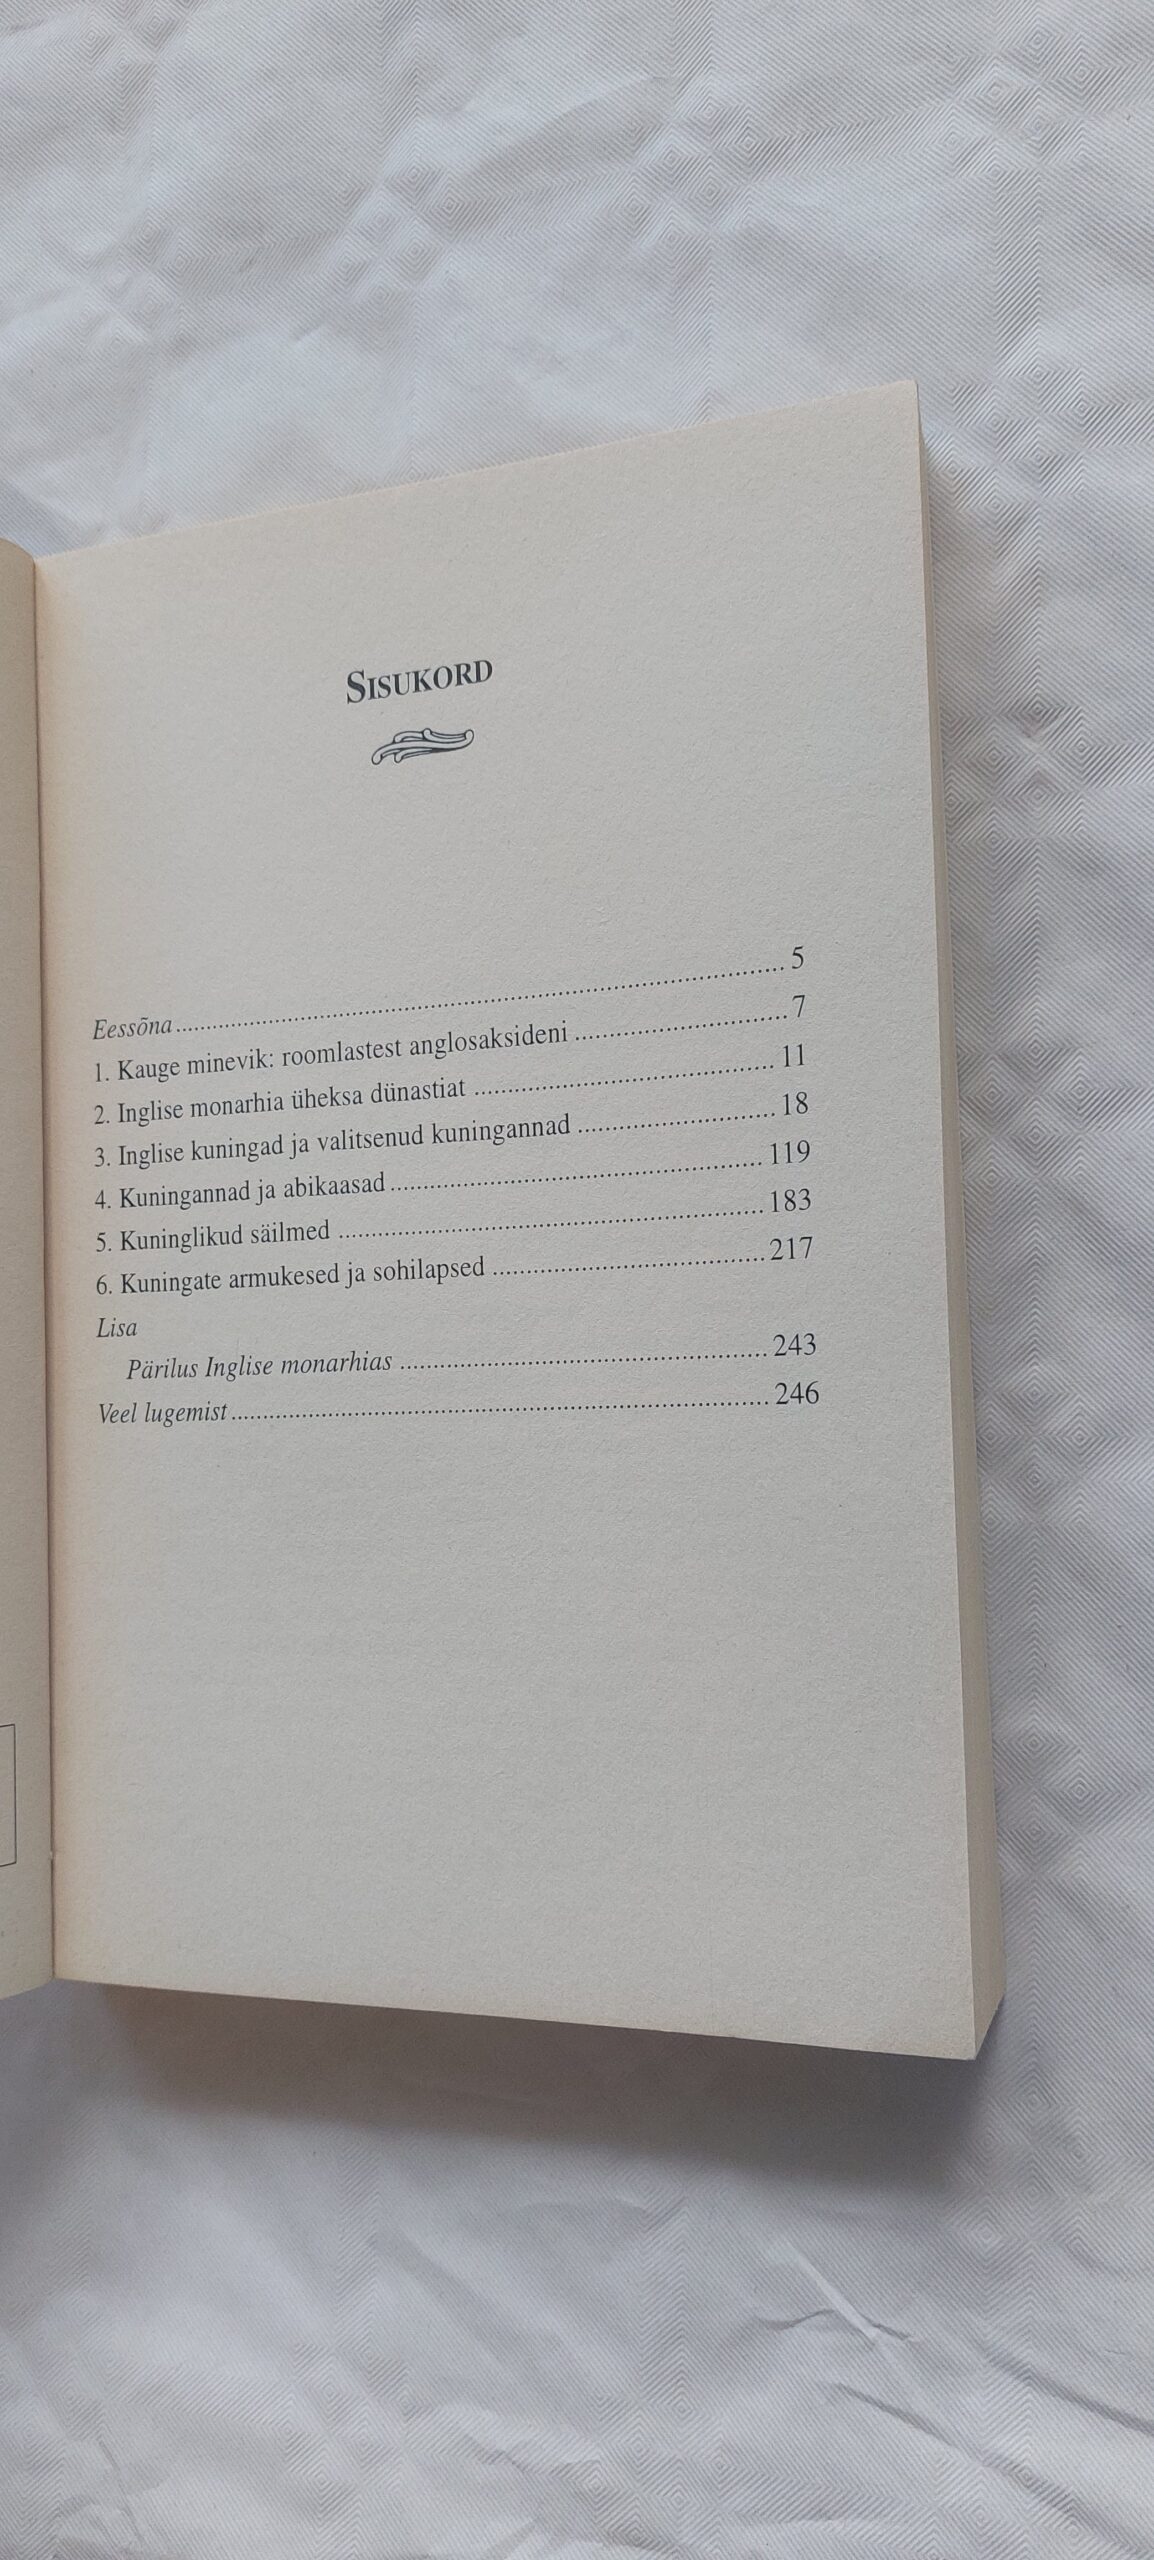 SISUKORD
Eessõna 5
1. Kauge minevik: roomlastest anglosaksideni 7
2. Inglise monarhia üheksa dünastiat 11
3. Inglise kuningad ja valitsenud kuningannad 18
4. Kuningannad ja abikaasad 119
5. Kuninglikud säilmed 183
6. Kuningate armukesed ja sohilapsed 217
Lisa
Pärilus Inglise monarhias 243
Veel lugemist 246